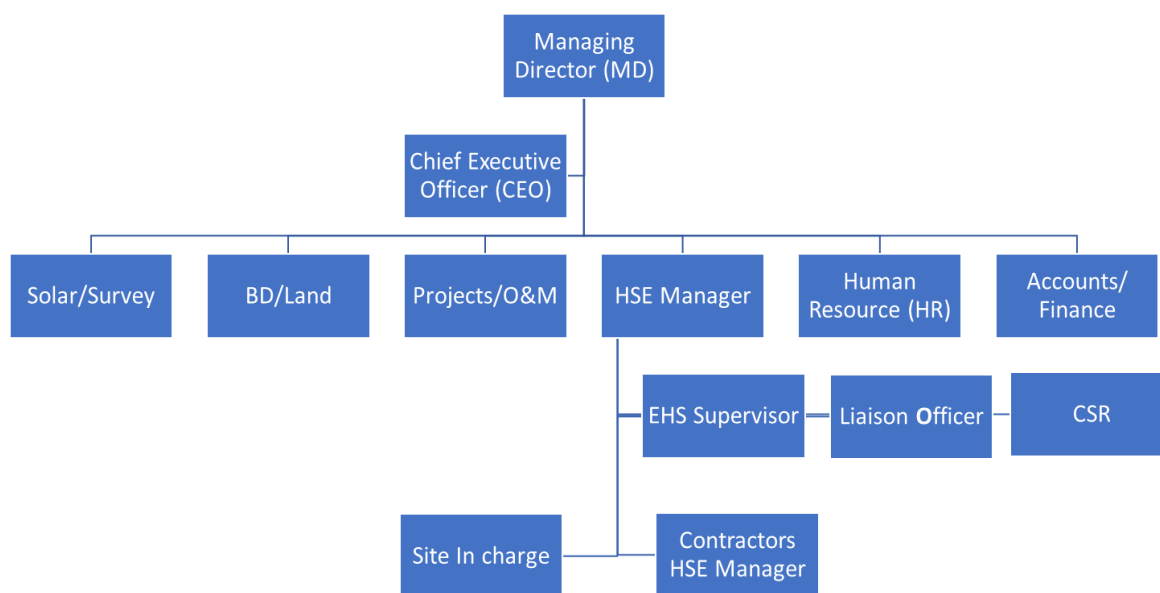 Managing
Director (MD)
Chief Executive
Officer (CEO)
Solar/Survey
BD/Land
Projects/O&M
HSE Manager
Human
Resource (HR)
Accounts/
Finance
EHS Supervisor
Liaison Officer
CSR
Site In charge
Contractors
HSE Manager